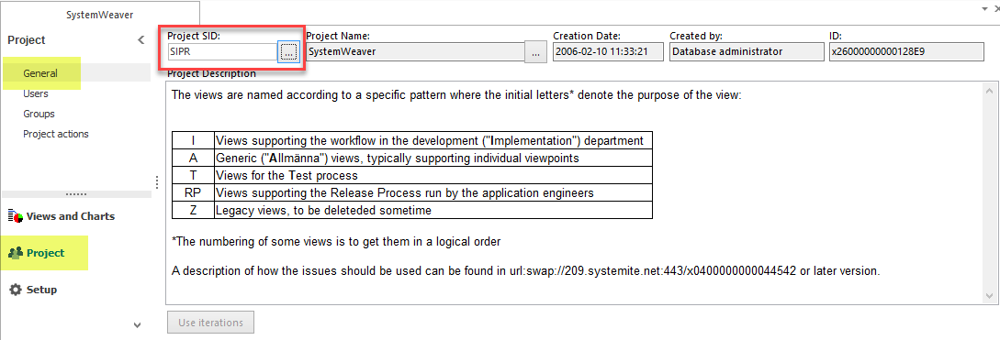 SystemWeaver
Project
General
Users
Groups
Project actions
Views and Charts
Project
Setup
Project SID: Project Name: Creation Date: Created by: ID:
SIPR ... SystemWeaver ... 2006-02-10 11:33:21 Database administrator x26000000000128E9
Project Description
The views are named according to a specific pattern where the initial letters* denote the purpose of the view:
I Views supporting the workflow in the development ("Implementation") department
A Generic ("Allmänna") views, typically supporting individual viewpoints
T Views for the Test process
RP Views supporting the Release Process run by the application engineers
Z Legacy views, to be deleteded sometime
*The numbering of some views is to get them in a logical order
A description of how the issues should be used can be found in url:swap://209.systemite.net:443/x0400000000044542 or later version.
Use iterations